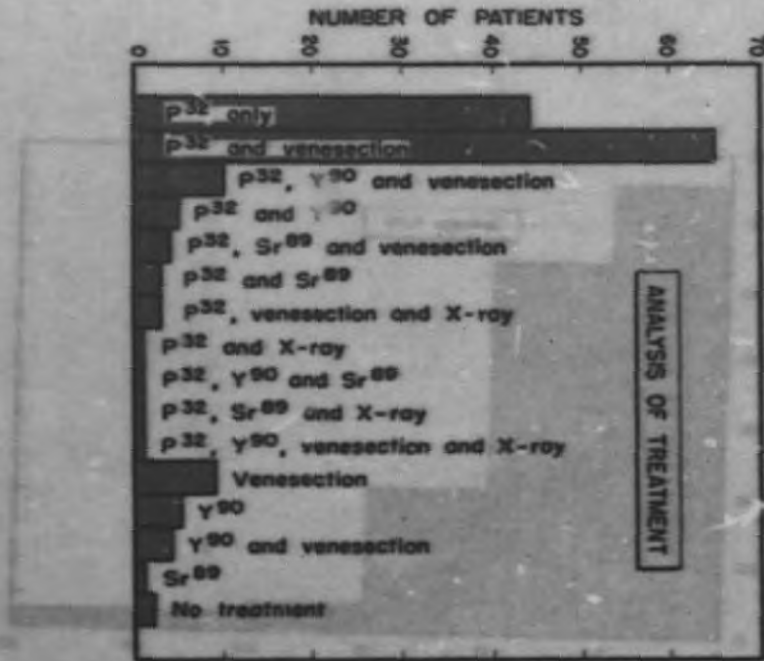 NUMBER OF PATIENTS
0 10 20 30 40 50 60 70
P32 only
P32 and venesection
P32, Y90 and venesection
P32 and Y90
P32, Sr89 and venesection
P32 and Sr89
P32, venesection and X-ray
P32 and X-ray
P32, Y90 and Sr89
P32, Sr89 and X-ray
P32, Y90, venesection and X-ray
Venesection
Y90
Y90 and venesection
Sr89
No treatment
ANALYSIS OF TREATMENT